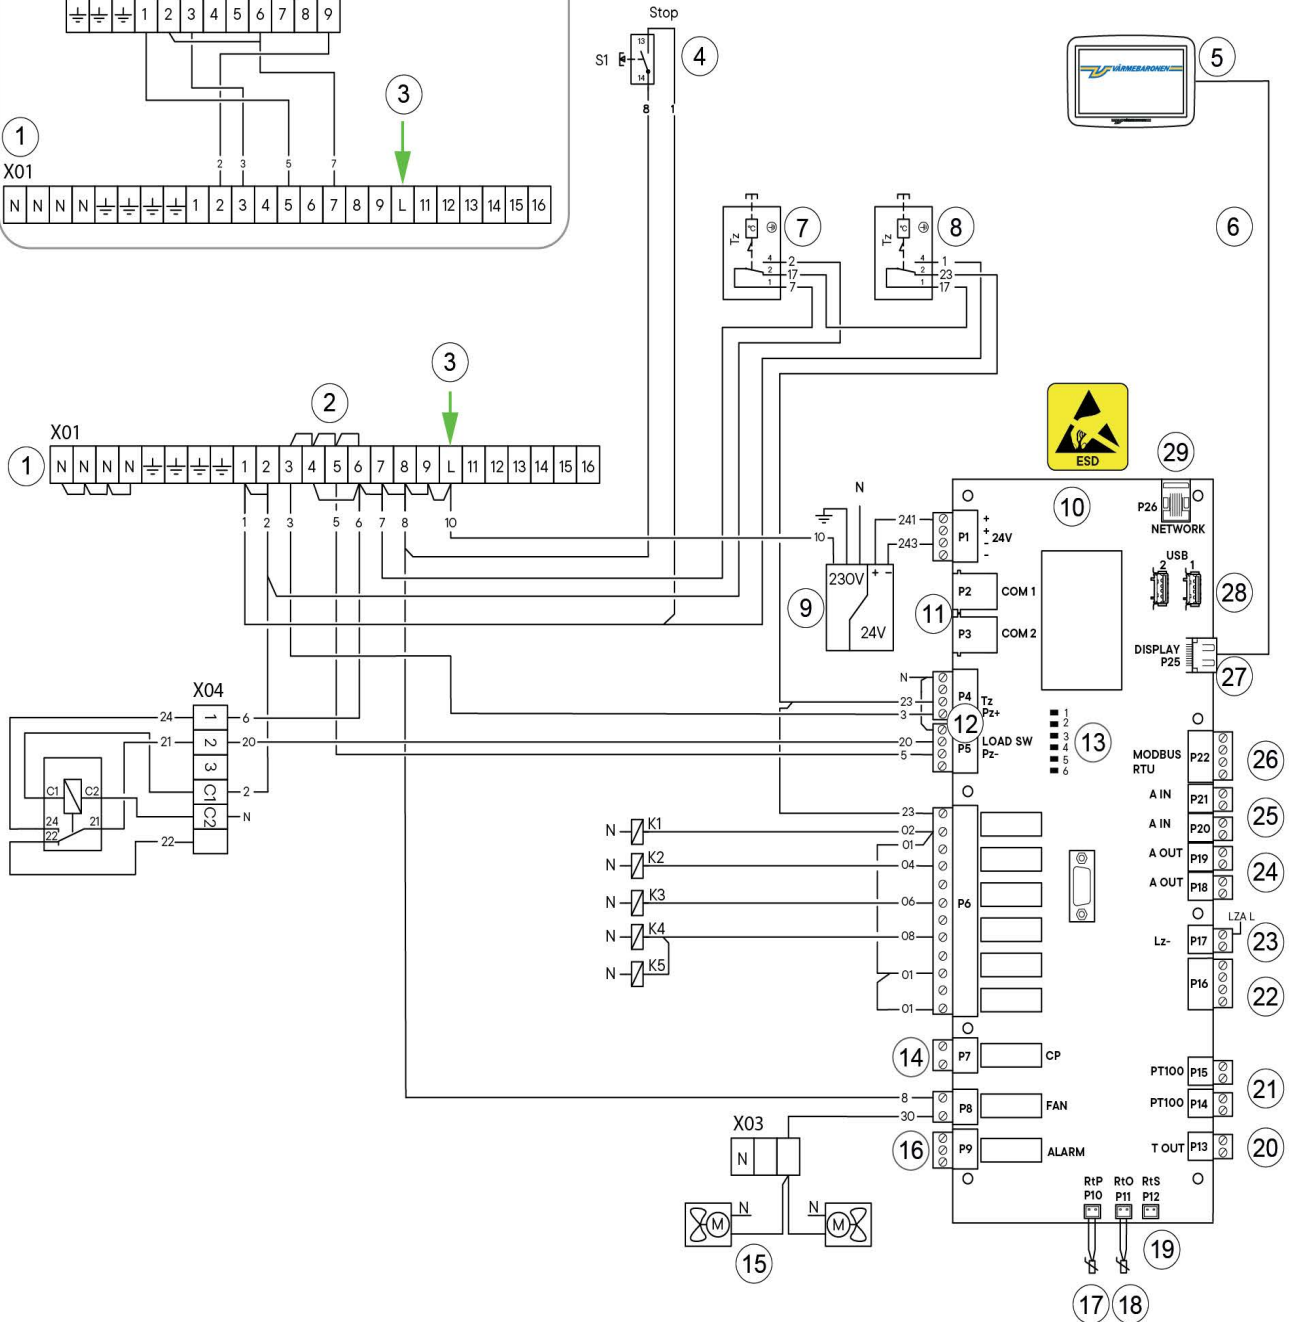 1 2 3 4 5 6 7 8 9
3
1
X01
2 3 5 7
N N N N 1 2 3 4 5 6 7 8 9 L 11 12 13 14 15 16
Stop
13
S1
14
4
8 1
VÄRMEBARONEN
VÄRMEBARONEN
5
6
°C
Tz
4 2
2 17
1 7
7
°C
Tz
4 1
2 23
1 17
8
3
2
X01
1
N N N N 1 2 3 4 5 6 7 8 9 L 11 12 13 14 15 16
1 2 3 5 6 7 8 10
ESD
29
10
P26
NETWORK
N
241
243
10
P1
+
+
-
-
24V
230V
+ -
24V
9
11
P2 COM 1
P3 COM 2
USB
2 1
28
DISPLAY
P25
27
N
23
3
P4
Tz
Pz+
12
20
5
P5
LOAD SW
Pz-
1
2
3
4
5
6
13
X04
24 1 6
21 2 20
3
C1 2
C2 N
22
C1 C2
24
22 21
MODBUS
RTU
P22
26
A IN P21
A IN P20
25
A OUT P19
A OUT P18
24
LZA L
Lz- P17
23
P16
22
23
02
01
04
06
08
01
01
P6
N K1
N K2
N K3
N K4
N K5
14
P7
CP
8
30
P8
FAN
16
P9
ALARM
X03
N
M N
N M
15
PT100 P15
PT100 P14
21
T OUT P13
20
RtP RtO RtS
P10 P11 P12
19
17 18